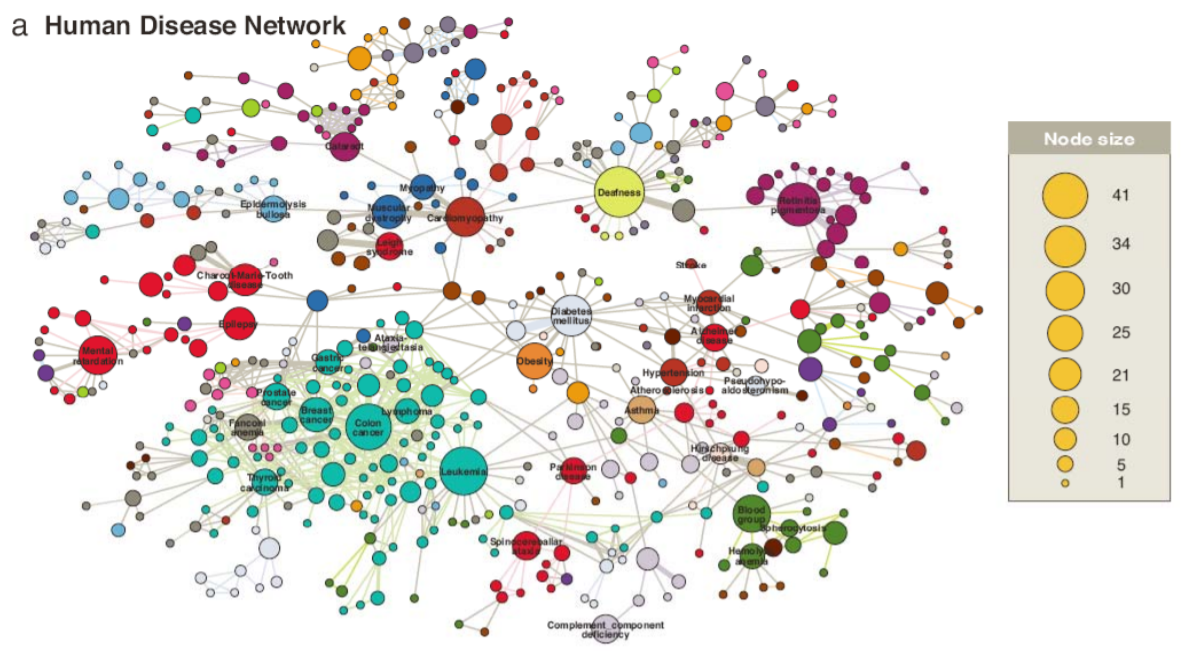 a Human Disease Network
Cataract
Deafness
Myopathy
Epidermolysis
bullosa
Muscular
dystrophy
Cardiomyopathy
Retinitis
pigmentosa
Leigh
syndrome
Charcot-Marie-Tooth
disease
Stroke
Myocardial
infarction
Diabetes
mellitus
Epilepsy
Alzheimer
disease
Ataxia-
telangiectasia
Mental
retardation
Gastric
cancer
Obesity
Hypertension
Pseudohypo-
aldosteronism
Atherosclerosis
Prostate
cancer
Breast
cancer
Lymphoma
Asthma
Fanconi
anemia
Colon
cancer
Hirschprung
disease
Leukemia
Parkinson
disease
Thyroid
carcinoma
Blood
group
Spherocytosis
Spinocereballar
ataxia
Hemolytic
anemia
Complement_component
deficiency
Node size
41
34
30
25
21
15
10
5
1